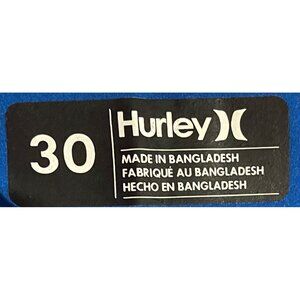 30
Hurley
MADE IN BANGLADESH
FABRIQUÉ AU BANGLADESH
HECHO EN BANGLADESH